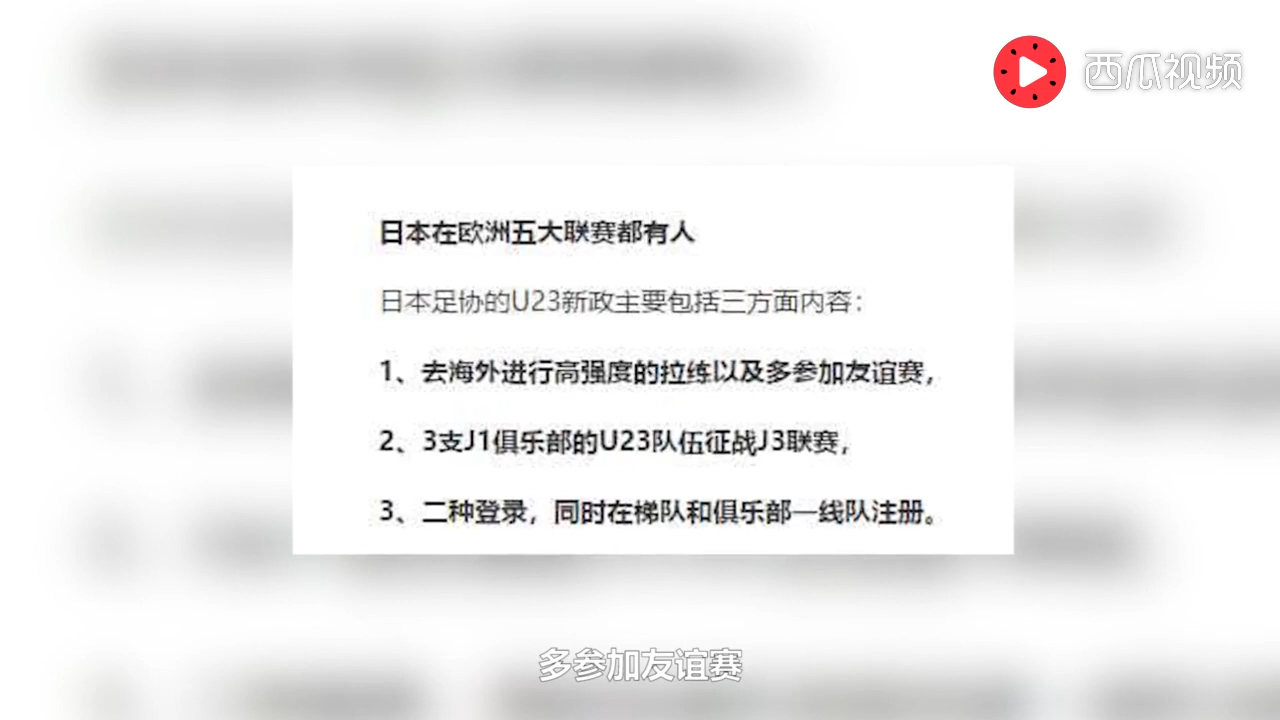 西瓜视频
日本在欧洲五大联赛都有人
日本足协的U23新政主要包括三方面内容：
1、去海外进行高强度的拉练以及多参加友谊赛，
2、3支J1俱乐部的U23队伍征战J3联赛，
3、二种登录，同时在梯队和俱乐部一线队注册。
多参加友谊赛